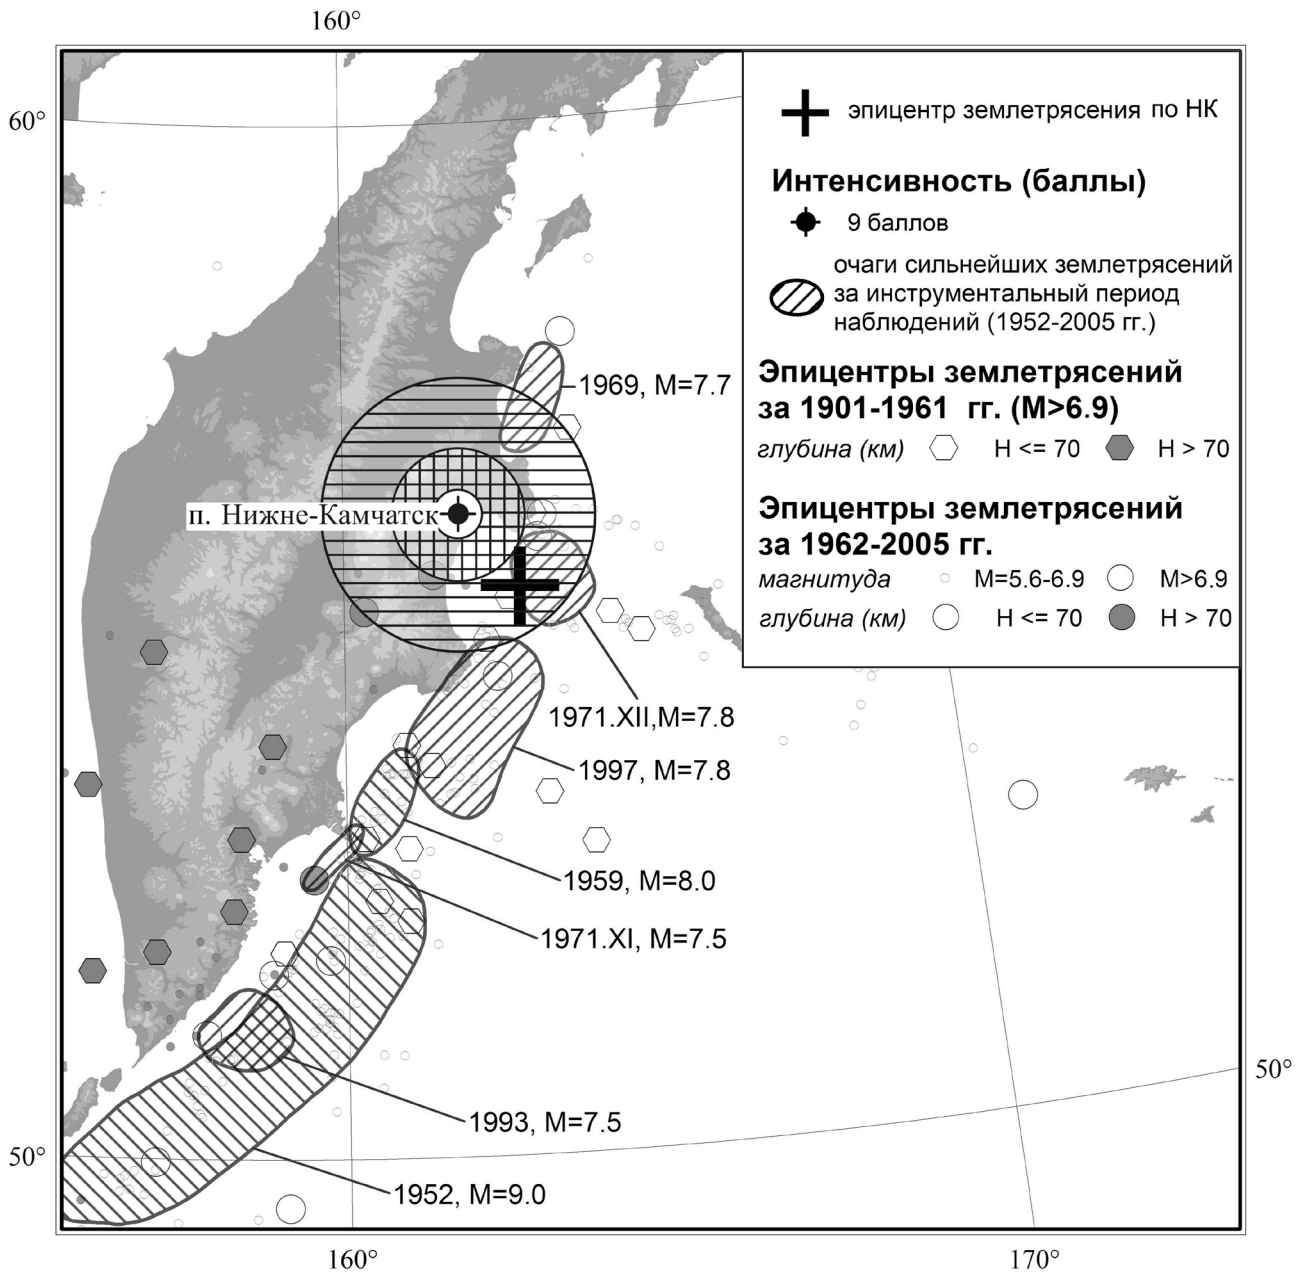 160°
60°
эпицентр землетрясения по НК
Интенсивность (баллы)
9 баллов
очаги сильнейших землетрясений
за инструментальный период
наблюдений (1952-2005 гг.)
Эпицентры землетрясений
за 1901-1961 гг. (M>6.9)
глубина (км) H <= 70 H > 70
Эпицентры землетрясений
за 1962-2005 гг.
магнитуда M=5.6-6.9 M>6.9
глубина (км) H <= 70 H > 70
1969, M=7.7
п. Нижне-Камчатск
1971.XII,M=7.8
1997, M=7.8
1959, M=8.0
1971.XI, M=7.5
1993, M=7.5
1952, M=9.0
50°
50°
160°
170°